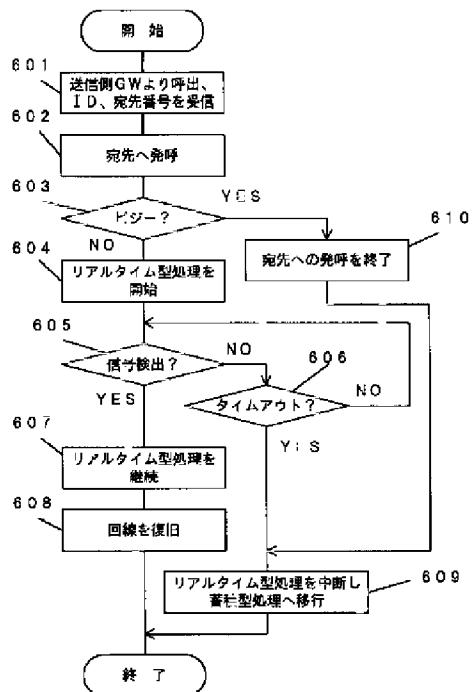 開 始
601
送信側GWより呼出、
ID、宛先番号を受信
602
宛先へ発呼
603
ビジー?
YES
610
NO
宛先への発呼を終了
604
リアルタイム型処理を
開始
605
信号検出?
NO
606
タイムアウト?
NO
YES
YES
607
リアルタイム型処理を
継続
608
回線を復旧
リアルタイム型処理を中断し
蓄積型処理へ移行
609
終 了